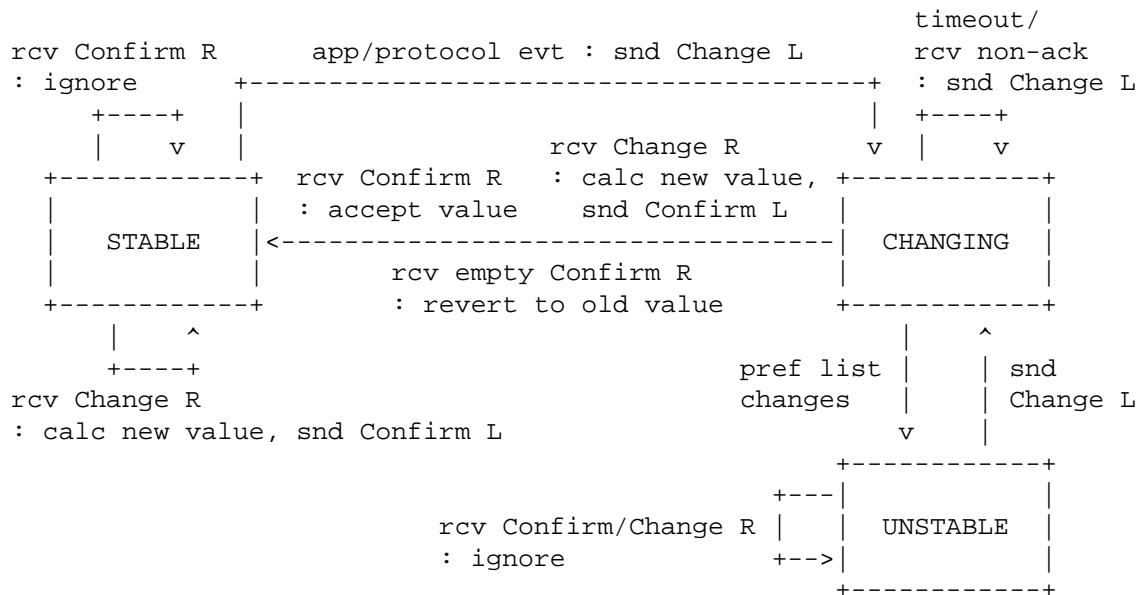 timeout/
rcv Confirm R app/protocol evt : snd Change L rcv non-ack
: ignore : snd Change L
rcv Change R
rcv Confirm R : calc new value,
: accept value snd Confirm L
STABLE CHANGING
rcv empty Confirm R
: revert to old value
pref list snd
changes Change L
rcv Change R
: calc new value, snd Confirm L
rcv Confirm/Change R UNSTABLE
: ignore